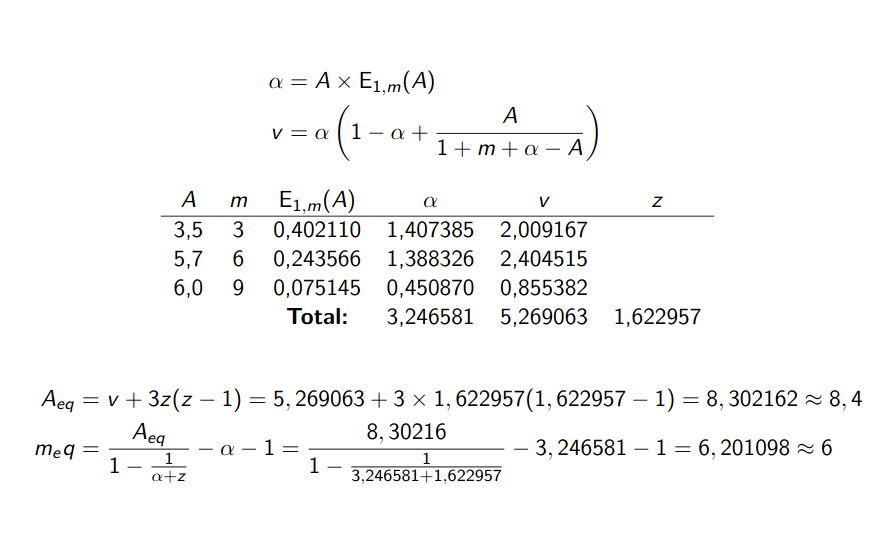 α = A × E₁,ₘ(A)
v = α (1 − α + A / (1 + m + α − A))
A m E₁,ₘ(A) α v z
3,5 3 0,402110 1,407385 2,009167
5,7 6 0,243566 1,388326 2,404515
6,0 9 0,075145 0,450870 0,855382
Total: 3,246581 5,269063 1,622957
A_eq = v + 3z(z − 1) = 5, 269063 + 3 × 1, 622957(1, 622957 − 1) = 8, 302162 ≈ 8, 4
m_eq = A_eq / (1 − 1/(α+z)) − α − 1 = 8, 30216 / (1 − 1/(3,246581+1,622957)) − 3, 246581 − 1 = 6, 201098 ≈ 6